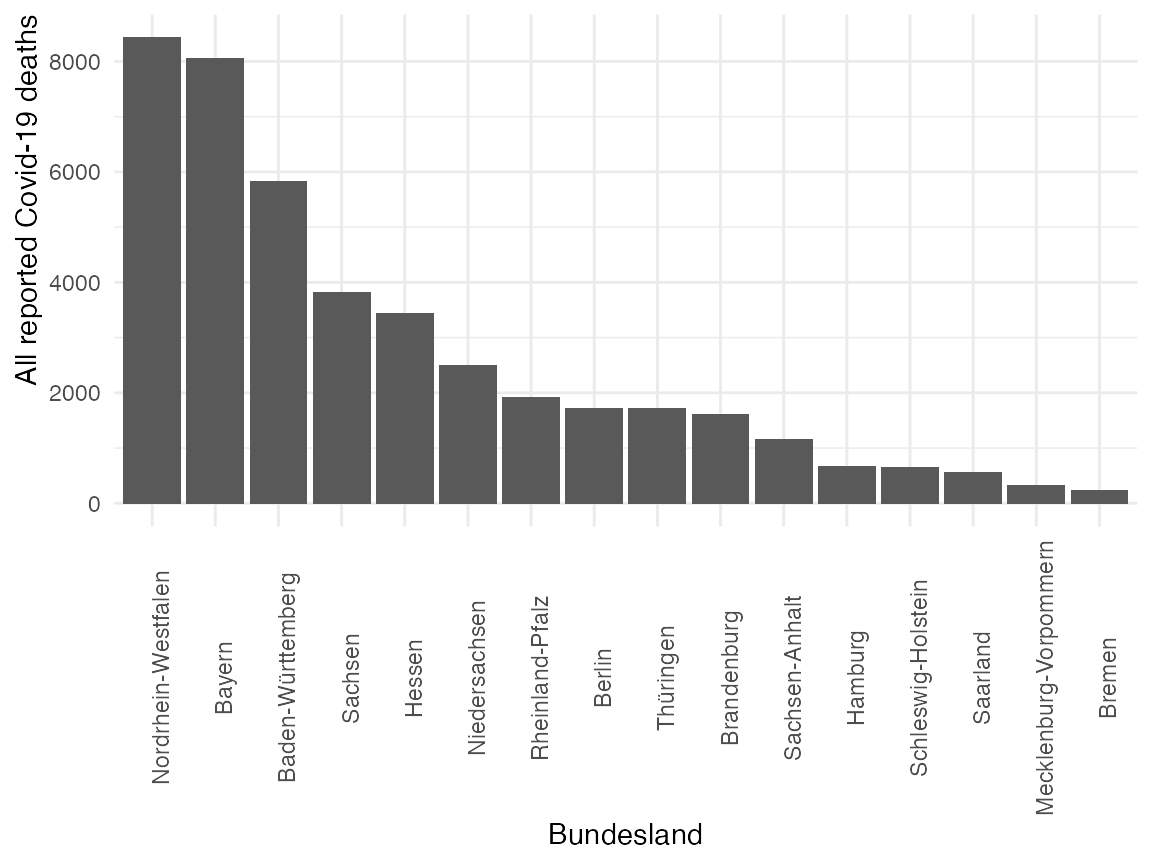 All reported Covid-19 deaths
8000
6000
4000
2000
0
Nordrhein-Westfalen
Bayern
Baden-Württemberg
Sachsen
Hessen
Niedersachsen
Rheinland-Pfalz
Berlin
Thüringen
Brandenburg
Sachsen-Anhalt
Hamburg
Schleswig-Holstein
Saarland
Mecklenburg-Vorpommern
Bremen
Bundesland